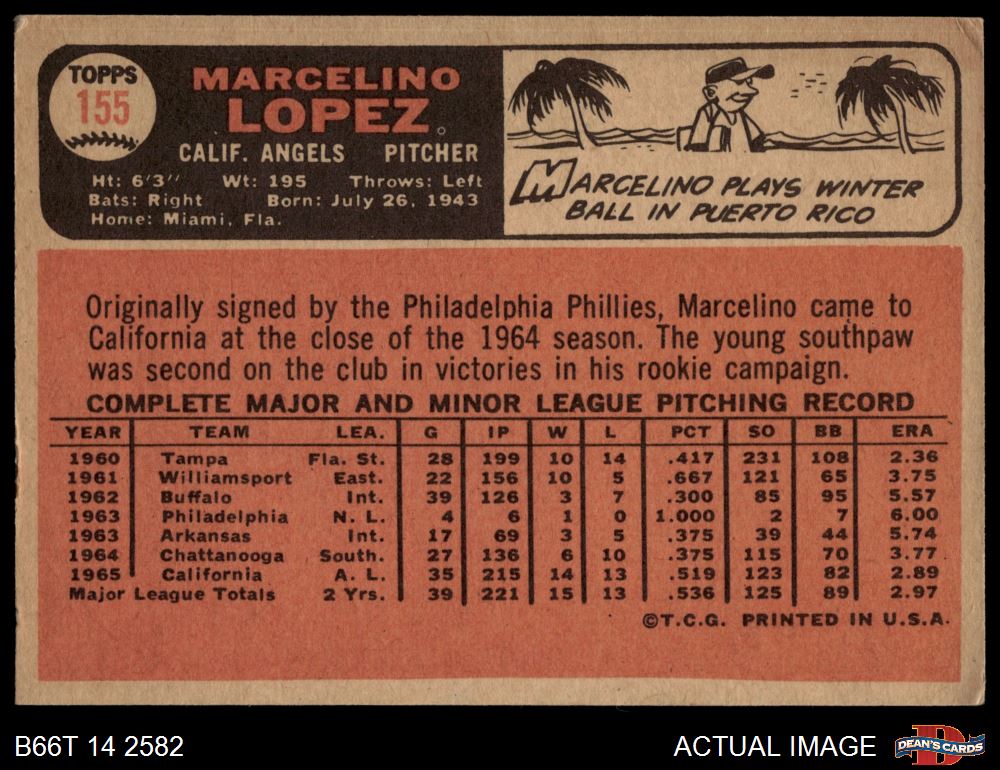 TOPPS
155
MARCELINO
LOPEZ
CALIF. ANGELS PITCHER
Ht: 6'3" Wt: 195 Throws: Left
Bats: Right Born: July 26, 1943
Home: Miami, Fla.
MARCELINO PLAYS WINTER
BALL IN PUERTO RICO
Originally signed by the Philadelphia Phillies, Marcelino came to
California at the close of the 1964 season. The young southpaw
was second on the club in victories in his rookie campaign.
COMPLETE MAJOR AND MINOR LEAGUE PITCHING RECORD
YEAR TEAM LEA. G IP W L PCT SO BB ERA
1960 Tampa Fla. St. 28 199 10 14 .417 231 108 2.36
1961 Williamsport East. 22 156 10 5 .667 121 65 3.75
1962 Buffalo Int. 39 126 3 7 .300 85 95 5.57
1963 Philadelphia N. L. 4 6 1 0 1.000 2 7 6.00
1963 Arkansas Int. 17 69 3 5 .375 39 44 5.74
1964 Chattanooga South. 27 136 6 10 .375 115 70 3.77
1965 California A. L. 35 215 14 13 .519 123 82 2.89
Major League Totals 2 Yrs. 39 221 15 13 .536 125 89 2.97
©T.C.G. PRINTED IN U.S.A.
B66T 14 2582
ACTUAL IMAGE
D
DEAN'S CARDS